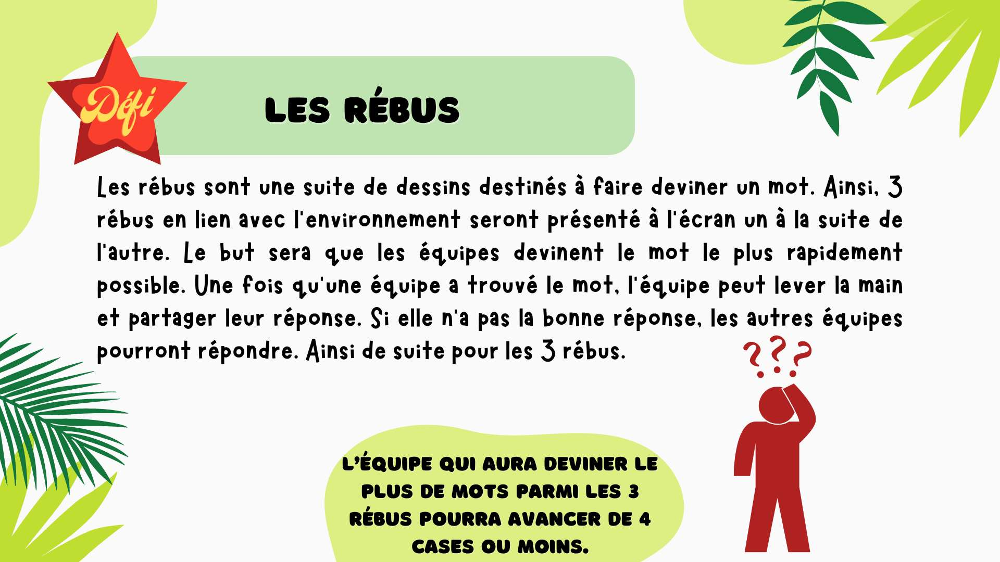 Défi
LES RÉBUS
Les rébus sont une suite de dessins destinés à faire deviner un mot. Ainsi, 3
rébus en lien avec l'environnement seront présenté à l'écran un à la suite de
l'autre. Le but sera que les équipes devinent le mot le plus rapidement
possible. Une fois qu'une équipe a trouvé le mot, l'équipe peut lever la main
et partager leur réponse. Si elle n'a pas la bonne réponse, les autres équipes
pourront répondre. Ainsi de suite pour les 3 rébus.
? ? ?
L'ÉQUIPE QUI AURA DEVINER LE
PLUS DE MOTS PARMI LES 3
RÉBUS POURRA AVANCER DE 4
CASES OU MOINS.